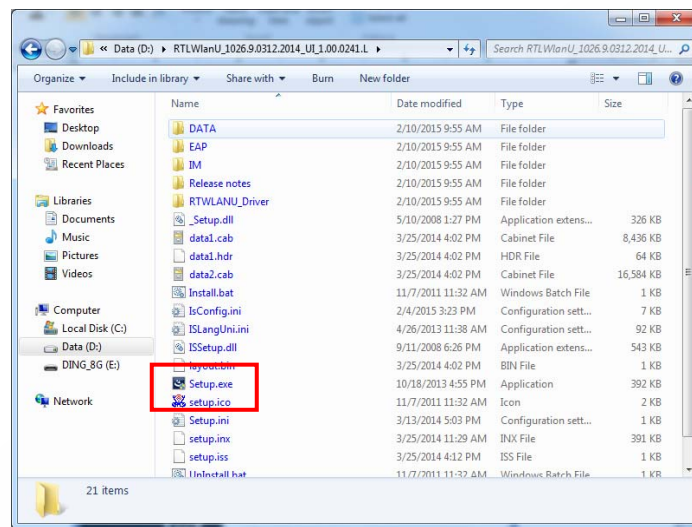 « Data (D:) ▸ RTLWlanU_1026.9.0312.2014_UI_1.00.0241.L ▸ Search RTLWlanU_1026.9.0312.2014_U...
Organize Include in library Share with Burn New folder
Name Date modified Type Size
Favorites
Desktop
Downloads
Recent Places
Libraries
Documents
Music
Pictures
Videos
Computer
Local Disk (C:)
Data (D:)
DING_8G (E:)
Network
DATA 2/10/2015 9:55 AM File folder
EAP 2/10/2015 9:55 AM File folder
IM 2/10/2015 9:55 AM File folder
Release notes 2/10/2015 9:55 AM File folder
RTWLANU_Driver 2/10/2015 9:55 AM File folder
_Setup.dll 5/10/2008 1:27 PM Application extens... 326 KB
data1.cab 3/25/2014 4:02 PM Cabinet File 8,436 KB
data1.hdr 3/25/2014 4:02 PM HDR File 64 KB
data2.cab 3/25/2014 4:02 PM Cabinet File 16,584 KB
Install.bat 11/7/2011 11:32 AM Windows Batch File 1 KB
IsConfig.ini 2/4/2015 3:23 PM Configuration sett... 7 KB
ISLangUni.ini 4/26/2013 11:38 AM Configuration sett... 92 KB
ISSetup.dll 9/11/2008 6:26 PM Application extens... 543 KB
layout.bin 3/25/2014 4:02 PM BIN File 1 KB
Setup.exe 10/18/2013 4:55 PM Application 392 KB
setup.ico 11/7/2011 11:32 AM Icon 2 KB
Setup.ini 3/13/2014 5:03 PM Configuration sett... 1 KB
setup.inx 3/25/2014 11:29 AM INX File 391 KB
setup.iss 3/25/2014 4:12 PM ISS File 1 KB
UnInstall.bat 11/7/2011 11:32 AM Windows Batch File 1 KB
21 items